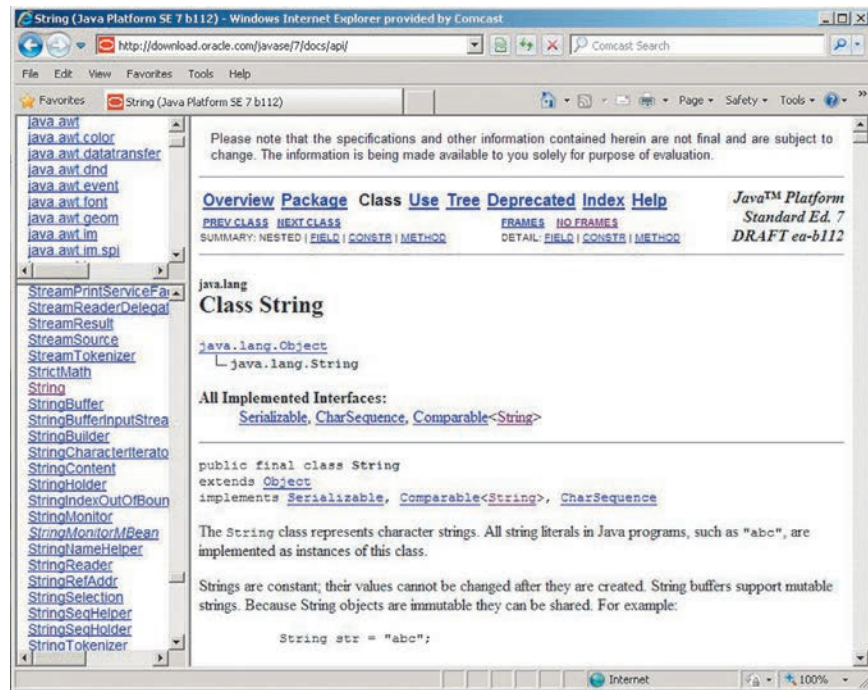 String (Java Platform SE 7 b112) - Windows Internet Explorer provided by Comcast
http://download.oracle.com/javase/7/docs/api/
Comcast Search
File Edit View Favorites Tools Help
Favorites String (Java Platform SE 7 b112) Page Safety Tools
java.awt
java.awt.color
java.awt.datatransfer
java.awt.dnd
java.awt.event
java.awt.font
java.awt.geom
java.awt.im
java.awt.im.spi
StreamPrintServiceFa
StreamReaderDelegat
StreamResult
StreamSource
StreamTokenizer
StrictMath
String
StringBuffer
StringBufferInputStrea
StringBuilder
StringCharacterIterato
StringContent
StringHolder
StringIndexOutOfBoun
StringMonitor
StringMonitorMBean
StringNameHelper
StringReader
StringRefAddr
StringSelection
StringSeqHelper
StringSeqHolder
StringTokenizer
Please note that the specifications and other information contained herein are not final and are subject to
change. The information is being made available to you solely for purpose of evaluation.
Overview Package Class Use Tree Deprecated Index Help
PREV CLASS NEXT CLASS FRAMES NO FRAMES
SUMMARY: NESTED | FIELD | CONSTR | METHOD DETAIL: FIELD | CONSTR | METHOD
Java™ Platform
Standard Ed. 7
DRAFT ea-b112
java.lang
Class String
java.lang.Object
java.lang.String
All Implemented Interfaces:
Serializable, CharSequence, Comparable<String>
public final class String
extends Object
implements Serializable, Comparable<String>, CharSequence
The String class represents character strings. All string literals in Java programs, such as "abc", are
implemented as instances of this class.
Strings are constant; their values cannot be changed after they are created. String buffers support mutable
strings. Because String objects are immutable they can be shared. For example:
String str = "abc";
Internet 100%